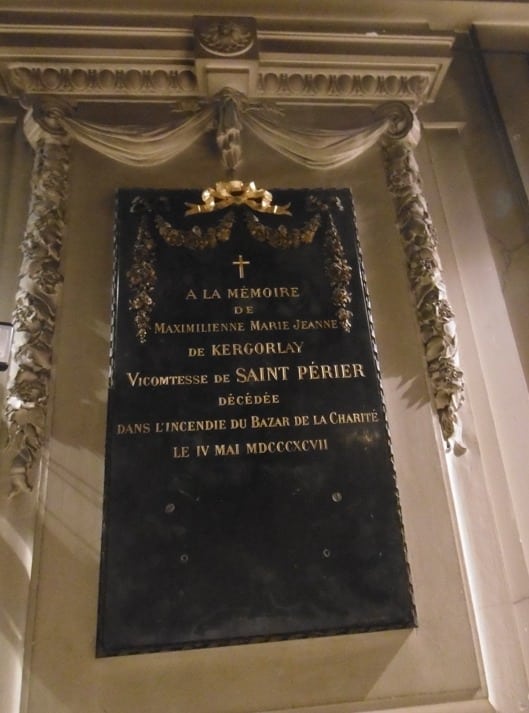 A LA MÉMOIRE
DE
MAXIMILIENNE MARIE JEANNE
DE KERGORLAY
VICOMTESSE DE SAINT PÉRIER
DÉCÉDÉE
DANS L'INCENDIE DU BAZAR DE LA CHARITÉ
LE IV MAI MDCCCXCVII